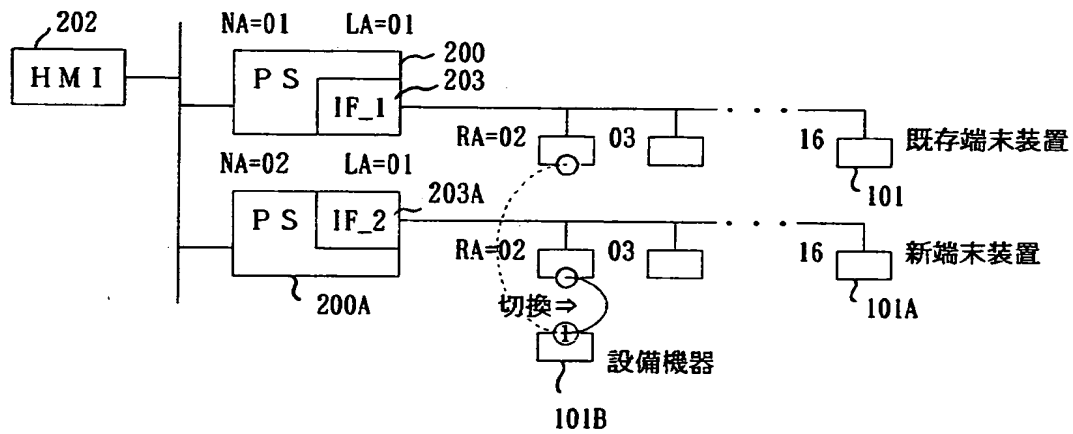 202
NA=01 LA=01
200
HMI
PS
203
IF_1
RA=02 03 ・・・ 16 既存端末装置
101
NA=02 LA=01
203A
PS
IF_2
RA=02 03 ・・・ 16 新端末装置
200A
101A
切換⇒
1
設備機器
101B